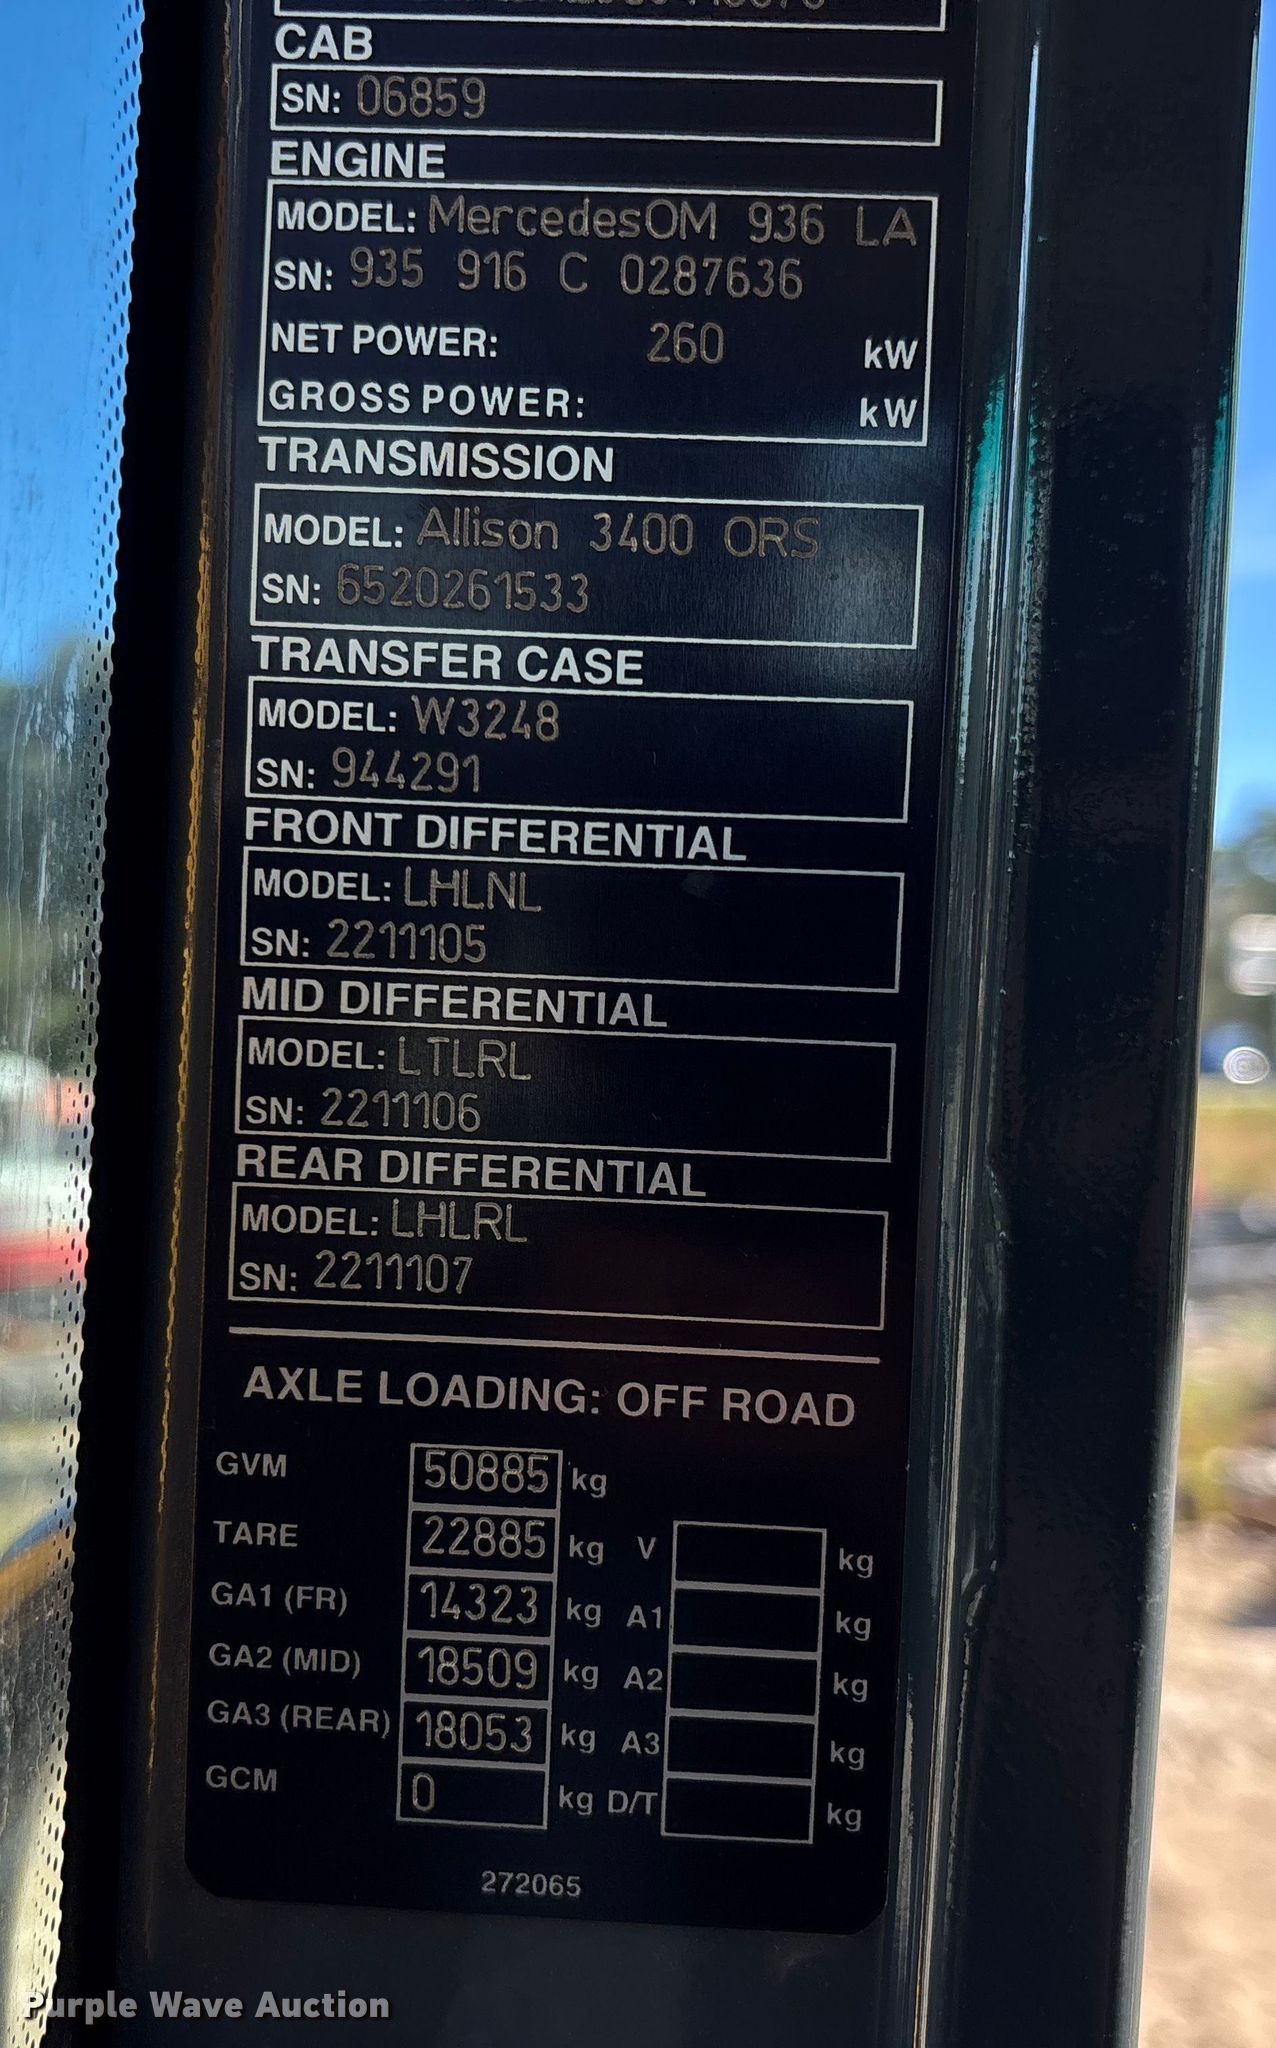 CAB
SN: 06859
ENGINE
MODEL: MercedesOM 936 LA
SN: 935 916 C 0287636
NET POWER: 260 kW
GROSS POWER: kW
TRANSMISSION
MODEL: Allison 3400 ORS
SN: 6520261533
TRANSFER CASE
MODEL: W3248
SN: 944291
FRONT DIFFERENTIAL
MODEL: LHLNL
SN: 2211105
MID DIFFERENTIAL
MODEL: LTLRL
SN: 2211106
REAR DIFFERENTIAL
MODEL: LHLRL
SN: 2211107
AXLE LOADING: OFF ROAD
GVM 50885 kg
TARE 22885 kg V kg
GA1 (FR) 14323 kg A1 kg
GA2 (MID) 18509 kg A2 kg
GA3 (REAR) 18053 kg A3 kg
GCM 0 kg D/T kg
272065
Purple Wave Auction